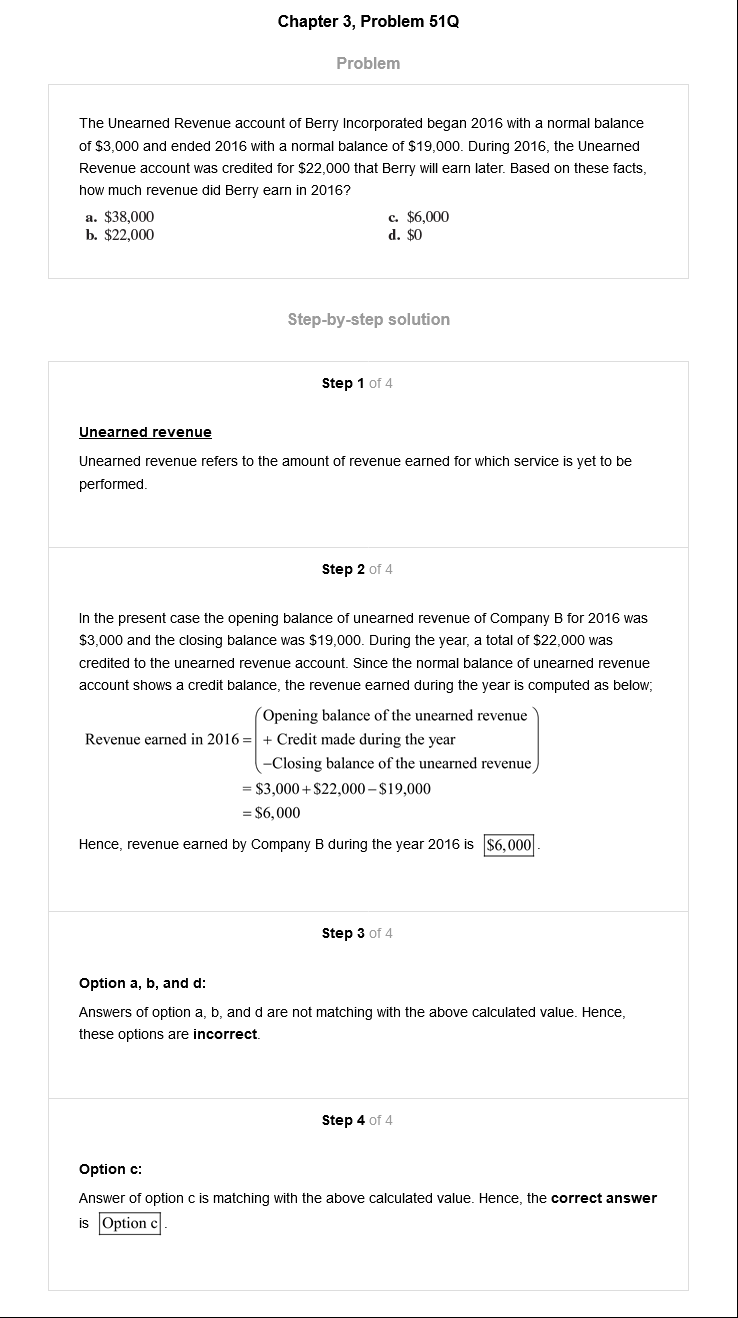 Chapter 3, Problem 51Q
Problem
The Unearned Revenue account of Berry Incorporated began 2016 with a normal balance
of $3,000 and ended 2016 with a normal balance of $19,000. During 2016, the Unearned
Revenue account was credited for $22,000 that Berry will earn later. Based on these facts,
how much revenue did Berry earn in 2016?
a. $38,000
b. $22,000
c. $6,000
d. $0
Step-by-step solution
Step 1 of 4
Unearned revenue
Unearned revenue refers to the amount of revenue earned for which service is yet to be
performed.
Step 2 of 4
In the present case the opening balance of unearned revenue of Company B for 2016 was
$3,000 and the closing balance was $19,000. During the year, a total of $22,000 was
credited to the unearned revenue account. Since the normal balance of unearned revenue
account shows a credit balance, the revenue earned during the year is computed as below;
Opening balance of the unearned revenue
Revenue earned in 2016 = + Credit made during the year
−Closing balance of the unearned revenue
= $3,000 + $22,000 − $19,000
= $6,000
Hence, revenue earned by Company B during the year 2016 is $6,000.
Step 3 of 4
Option a, b, and d:
Answers of option a, b, and d are not matching with the above calculated value. Hence,
these options are incorrect.
Step 4 of 4
Option c:
Answer of option c is matching with the above calculated value. Hence, the correct answer
is Option c.